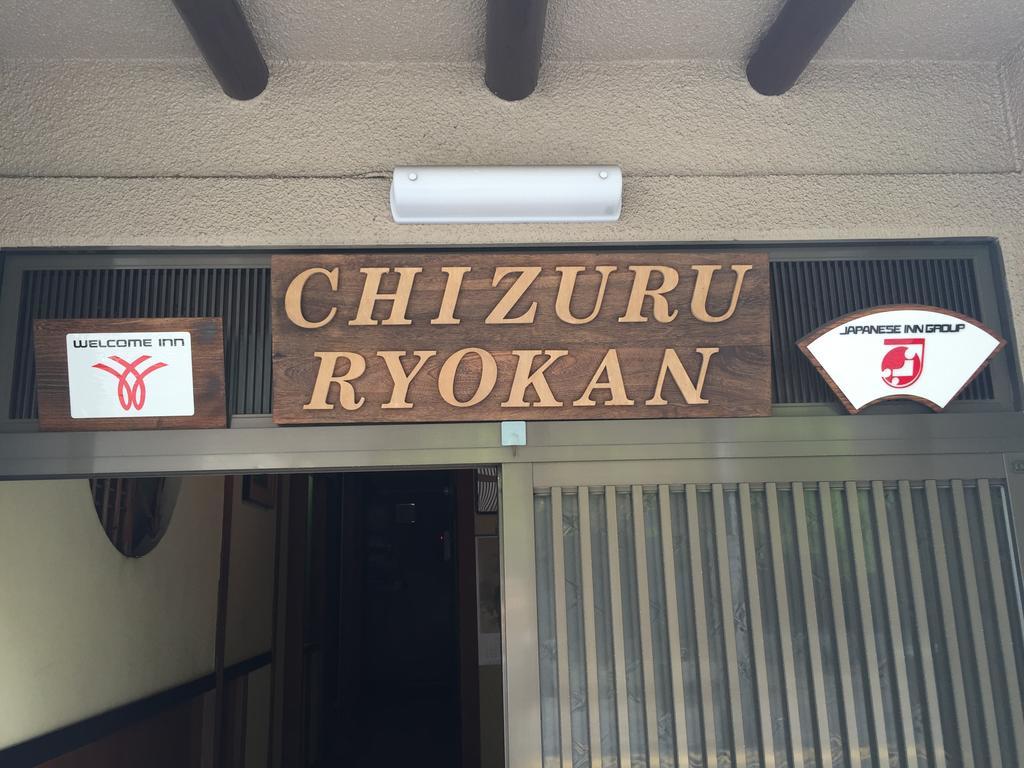 CHIZURU
RYOKAN
WELCOME INN
JAPANESE INN GROUP